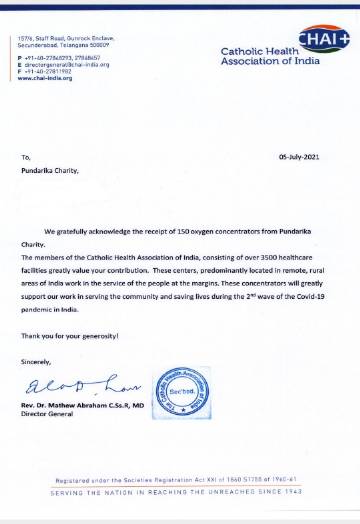 157/6, Staff Road, Gunrock Enclave,
Secunderabad, Telangana 500009
P +91-40-27848293, 27848457
E directorgeneral@chai-india.org
F +91-40-27811982
www.chai-india.org
CHAI+
Catholic Health
Association of India
To,
05-July-2021
Pundarika Charity,
We gratefully acknowledge the receipt of 150 oxygen concentrators from Pundarika
Charity.
The members of the Catholic Health Association of India, consisting of over 3500 healthcare
facilities greatly value your contribution. These centers, predominantly located in remote, rural
areas of India work in the service of the people at the margins. These concentrators will greatly
support our work in serving the community and saving lives during the 2nd wave of the Covid-19
pandemic in India.
Thank you for your generosity!
Sincerely,
The Catholic Health Association of India
Sec'bad.
Rev. Dr. Mathew Abraham C.Ss.R, MD
Director General
Registered under the Societies Registration Act XXI of 1860 S1788 of 1960-61
SERVING THE NATION IN REACHING THE UNREACHED SINCE 1943